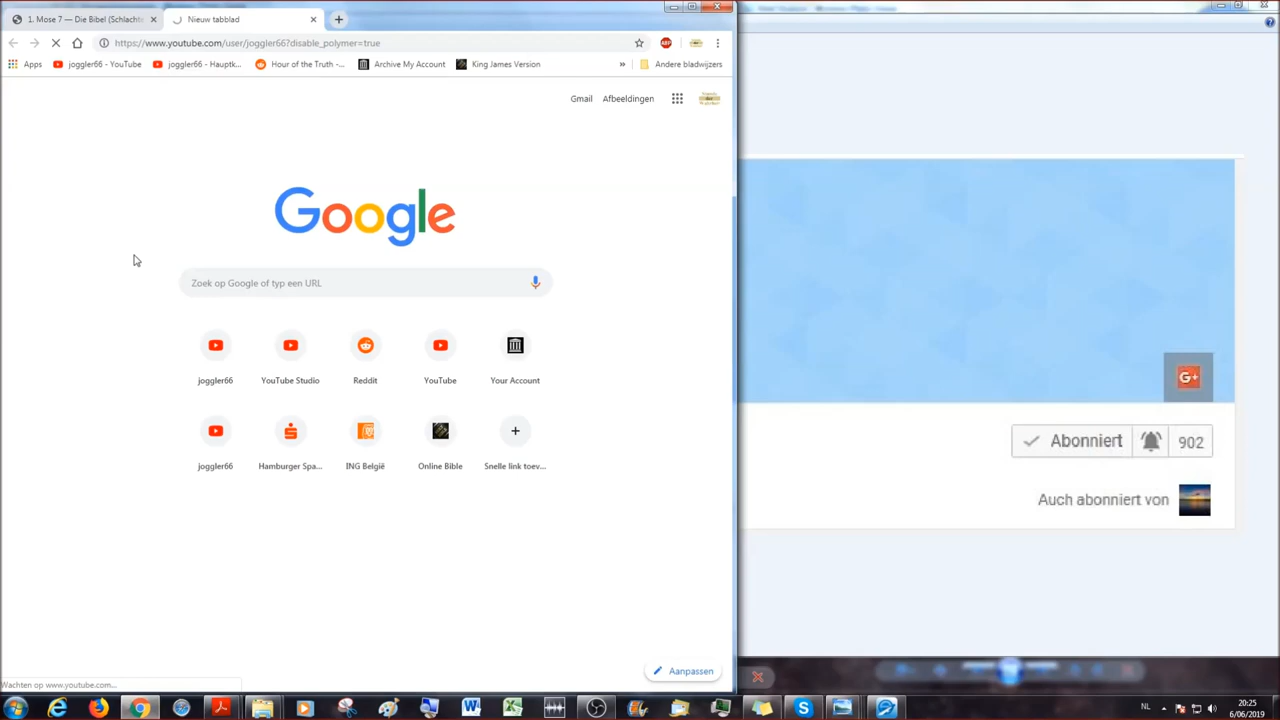 1. Mose 7 — Die Bibel (Schlacht
Nieuw tabblad
https://www.youtube.com/user/joggler66?disable_polymer=true
ABP
Apps
joggler66 - YouTube
joggler66 - Hauptk...
Hour of the Truth -...
Archive My Account
King James Version
»
Andere bladwijzers
Gmail
Afbeeldingen
Google
Zoek op Google of typ een URL
joggler66
YouTube Studio
Reddit
YouTube
Your Account
joggler66
Hamburger Spa...
ING België
Online Bible
Snelle link toev...
Aanpassen
Wachten op www.youtube.com...
G+
Abonniert
902
Auch abonniert von
NL
20:25
6/06/2019